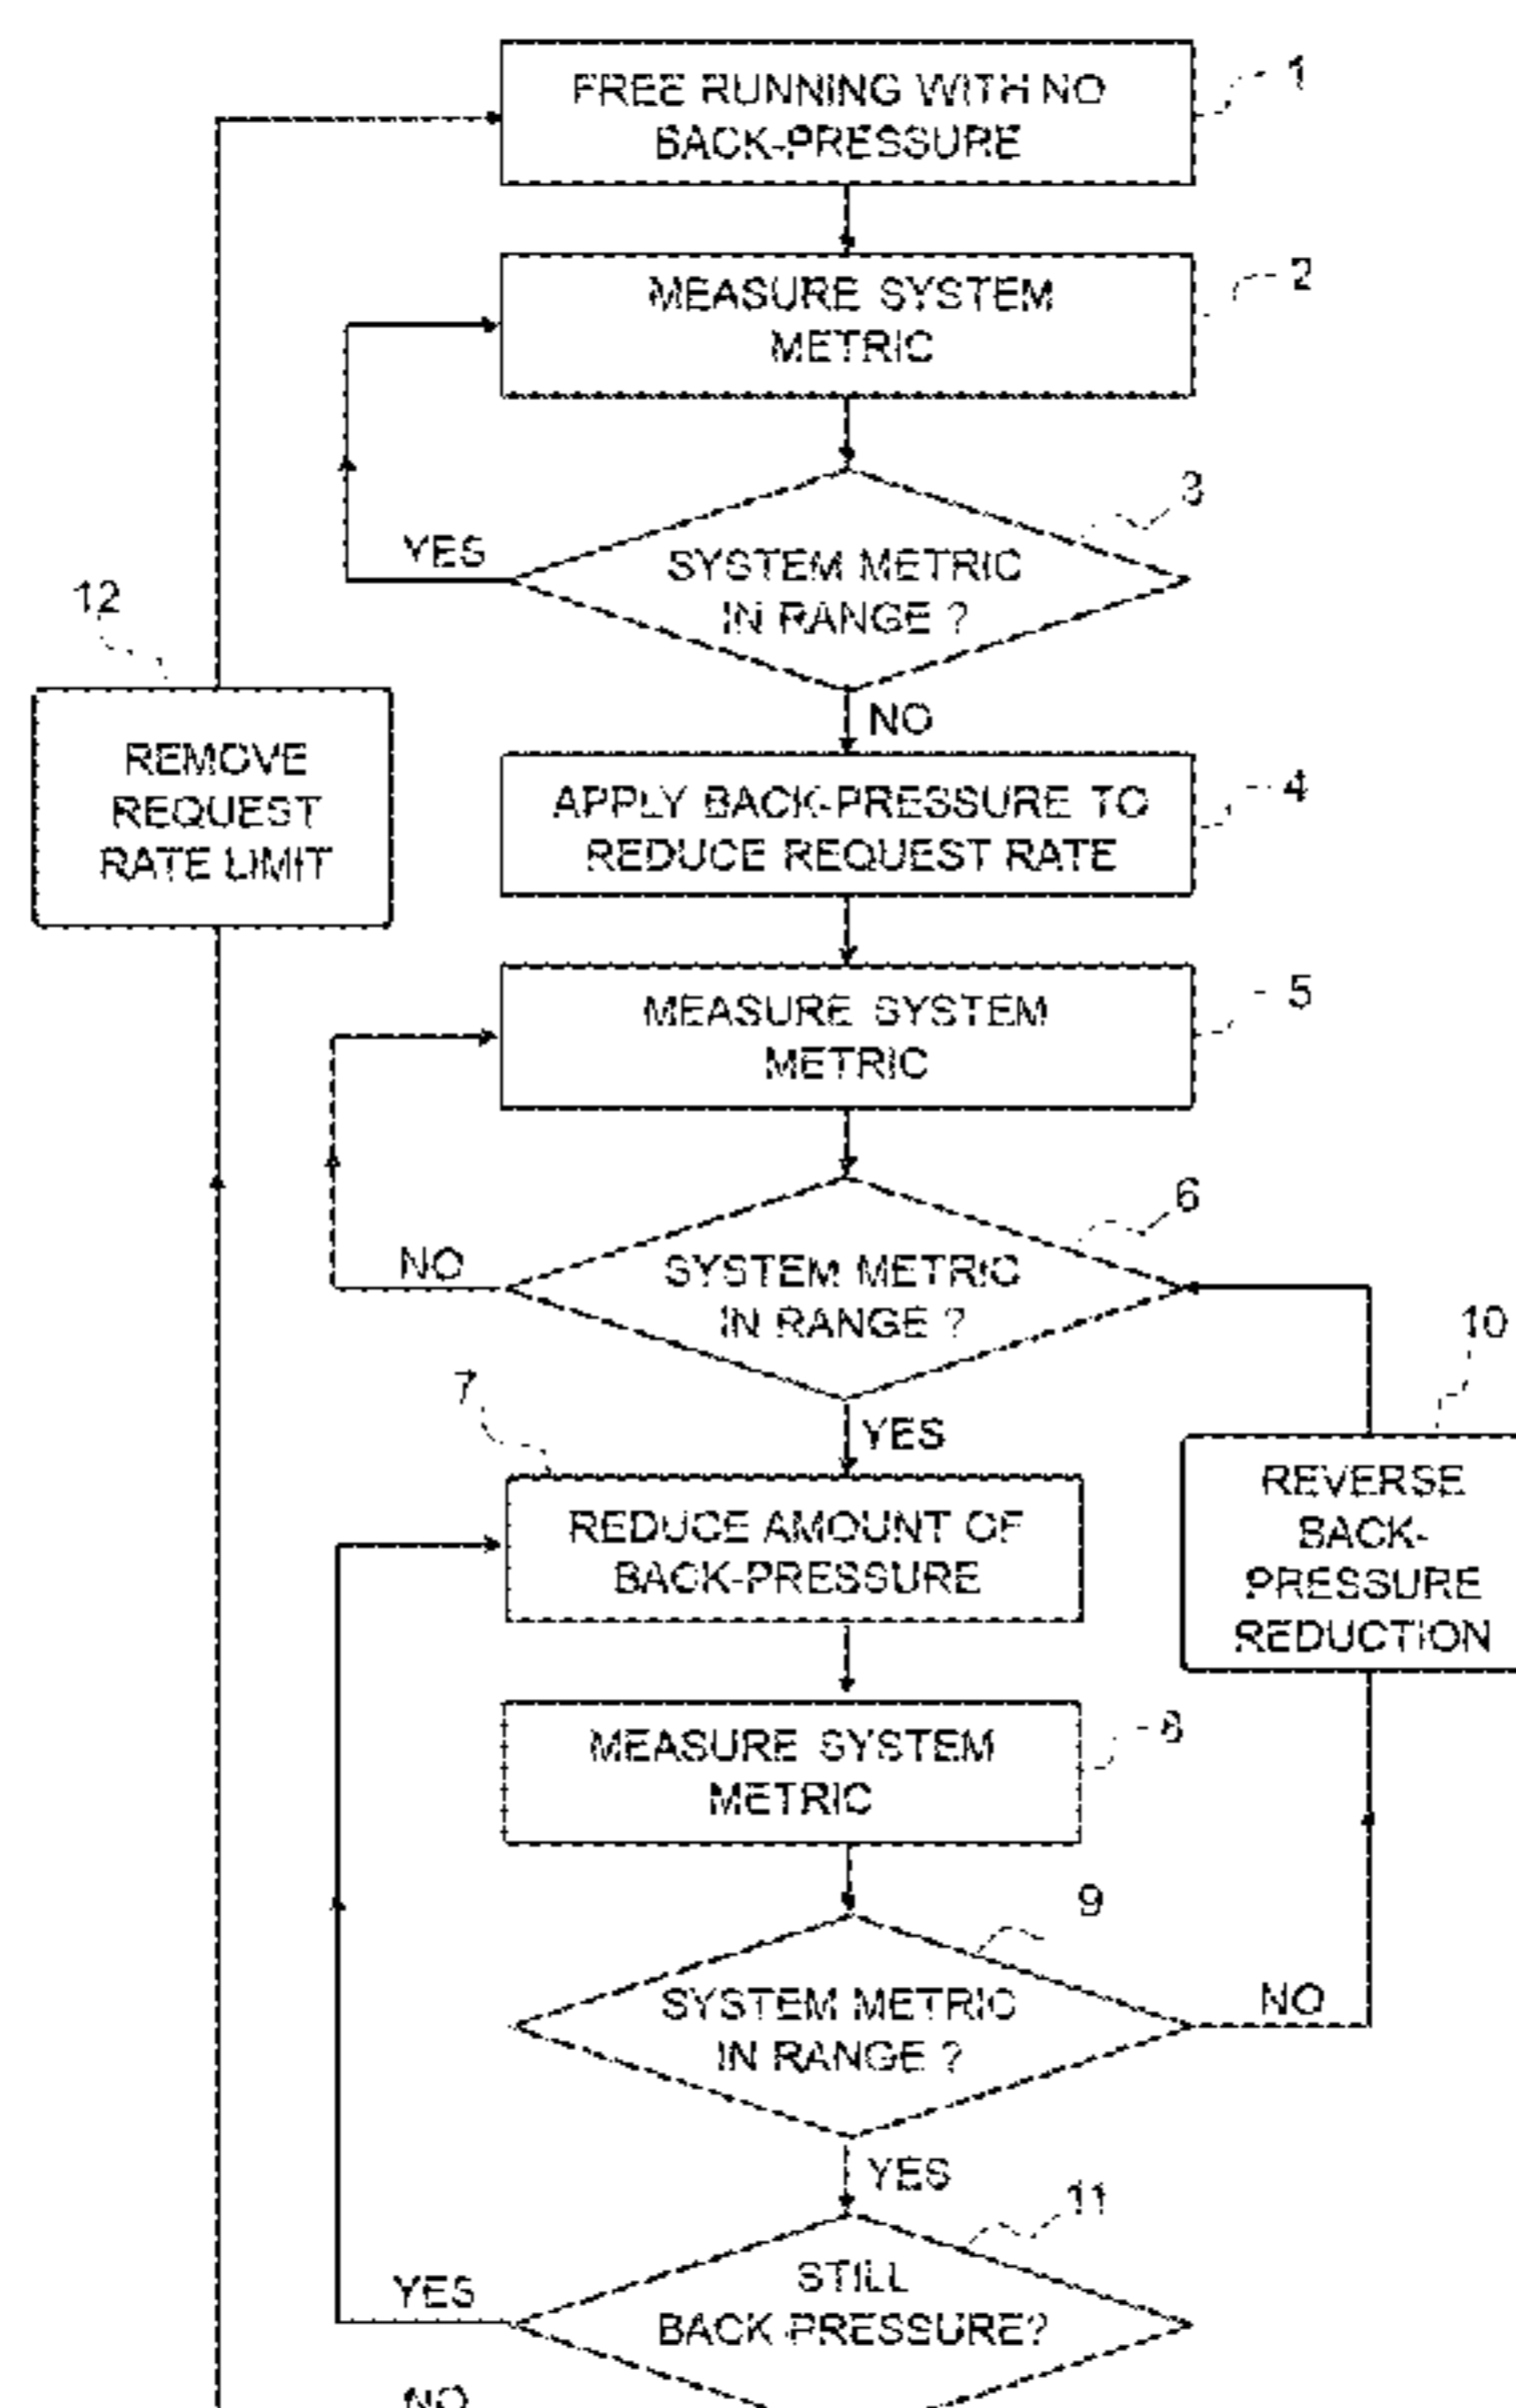 FREE RUNNING WITH NO
BACK-PRESSURE
1
MEASURE SYSTEM
METRIC
2
3
YES
SYSTEM METRIC
IN RANGE ?
12
NO
REMOVE
REQUEST
RATE LIMIT
APPLY BACK-PRESSURE TO
REDUCE REQUEST RATE
4
MEASURE SYSTEM
METRIC
5
6
NO
SYSTEM METRIC
IN RANGE ?
10
7
YES
REVERSE
BACK-
PRESSURE
REDUCTION
REDUCE AMOUNT OF
BACK-PRESSURE
MEASURE SYSTEM
METRIC
8
9
SYSTEM METRIC
IN RANGE ?
NO
YES
11
YES
STILL
BACK-PRESSURE?
NO